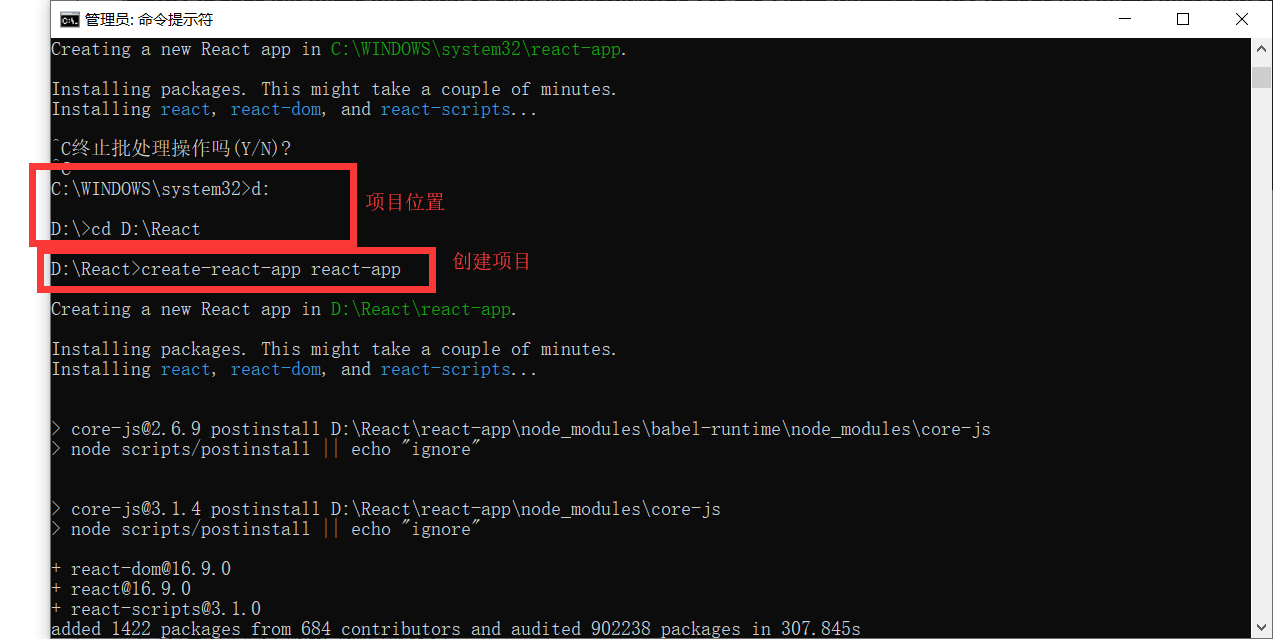 管理员: 命令提示符
Creating a new React app in C:\WINDOWS\system32\react-app.
Installing packages. This might take a couple of minutes.
Installing react, react-dom, and react-scripts...
^C终止批处理操作吗(Y/N)?
^C
C:\WINDOWS\system32>d:
项目位置
D:\>cd D:\React
D:\React>create-react-app react-app
创建项目
Creating a new React app in D:\React\react-app.
Installing packages. This might take a couple of minutes.
Installing react, react-dom, and react-scripts...
> core-js@2.6.9 postinstall D:\React\react-app\node_modules\babel-runtime\node_modules\core-js
> node scripts/postinstall || echo "ignore"
> core-js@3.1.4 postinstall D:\React\react-app\node_modules\core-js
> node scripts/postinstall || echo "ignore"
+ react-dom@16.9.0
+ react@16.9.0
+ react-scripts@3.1.0
added 1422 packages from 684 contributors and audited 902238 packages in 307.845s